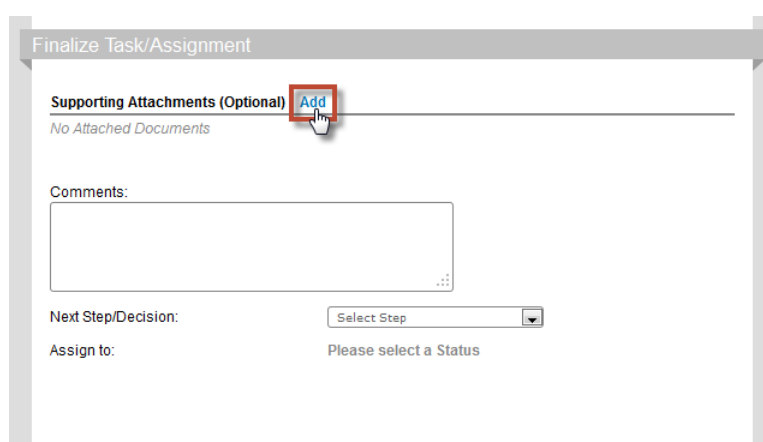 Finalize Task/Assignment
Supporting Attachments (Optional) Add
No Attached Documents
Comments:
Next Step/Decision: Select Step
Assign to: Please select a Status